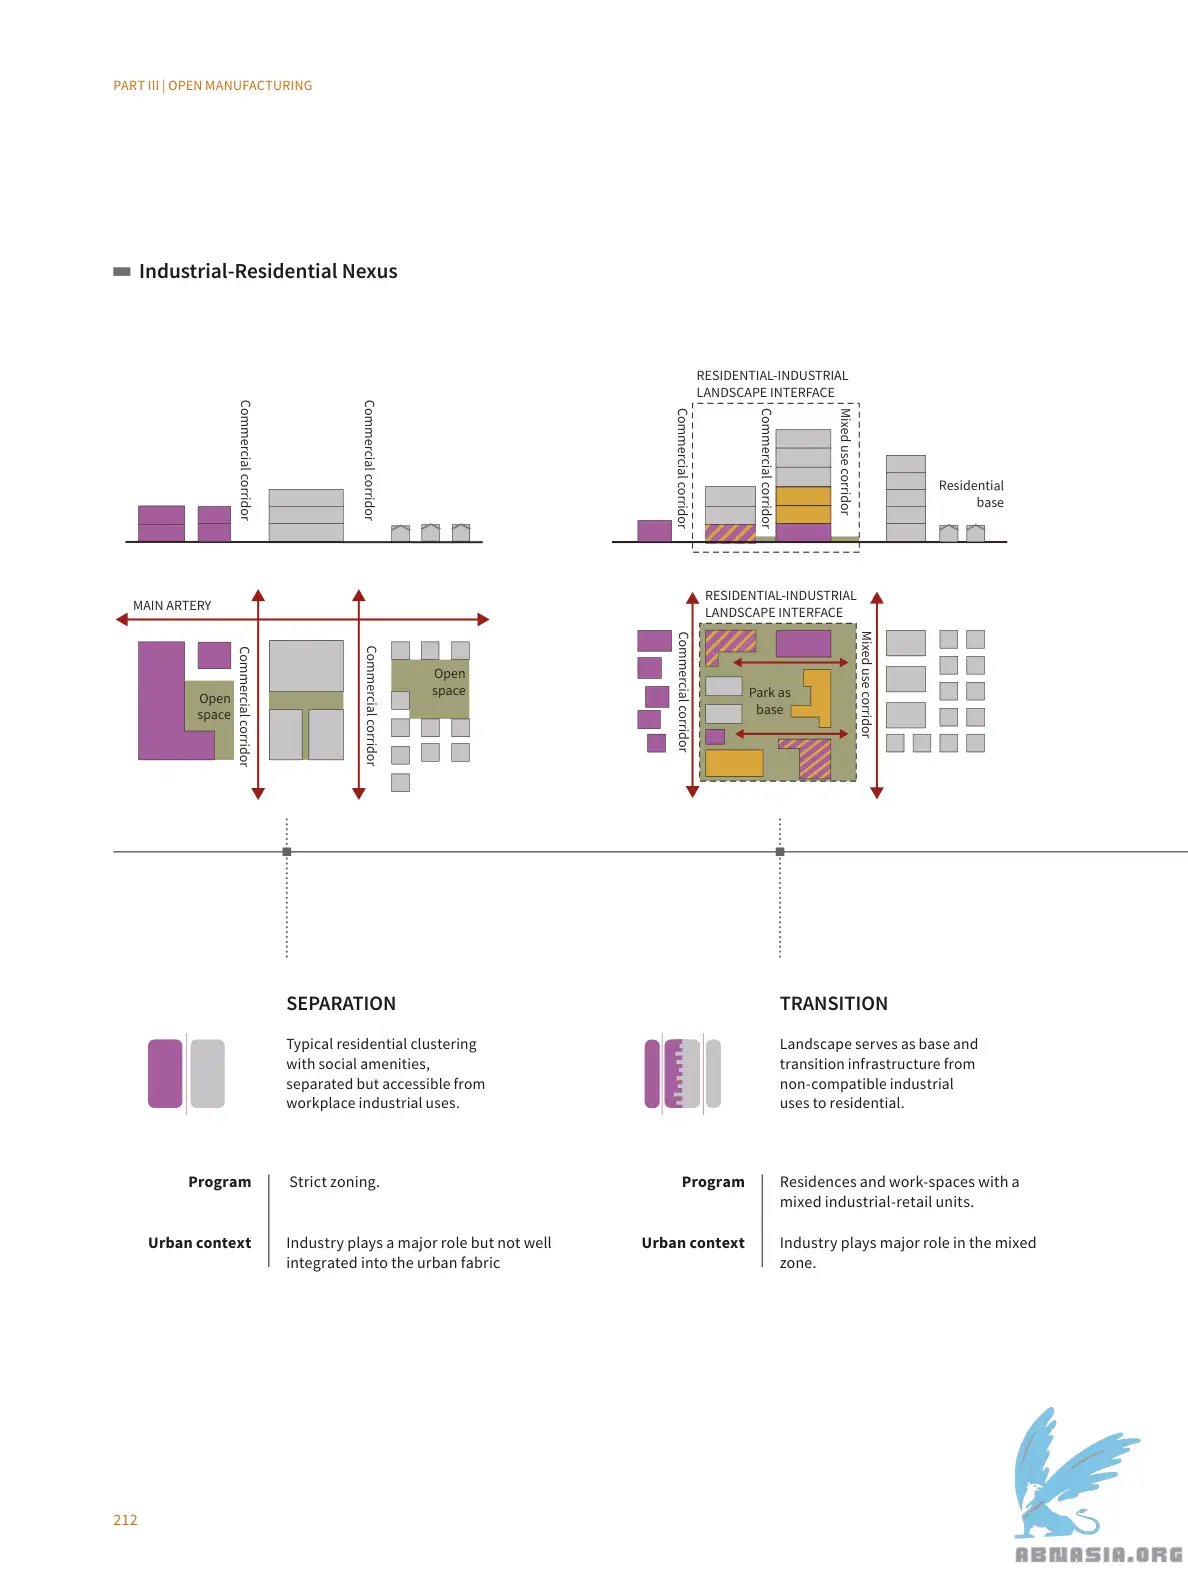 PART III | OPEN MANUFACTURING
Industrial-Residential Nexus
Commercial corridor
Commercial corridor
MAIN ARTERY
Open
space
Commercial corridor
Commercial corridor
Open
space
RESIDENTIAL-INDUSTRIAL
LANDSCAPE INTERFACE
Commercial corridor
Commercial corridor
Mixed use corridor
Residential
base
RESIDENTIAL-INDUSTRIAL
LANDSCAPE INTERFACE
Commercial corridor
Park as
base
Mixed use corridor
SEPARATION
Typical residential clustering
with social amenities,
separated but accessible from
workplace industrial uses.
Program
Strict zoning.
Urban context
Industry plays a major role but not well
integrated into the urban fabric
TRANSITION
Landscape serves as base and
transition infrastructure from
non-compatible industrial
uses to residential.
Program
Residences and work-spaces with a
mixed industrial-retail units.
Urban context
Industry plays major role in the mixed
zone.
212
ABNASIA.ORG